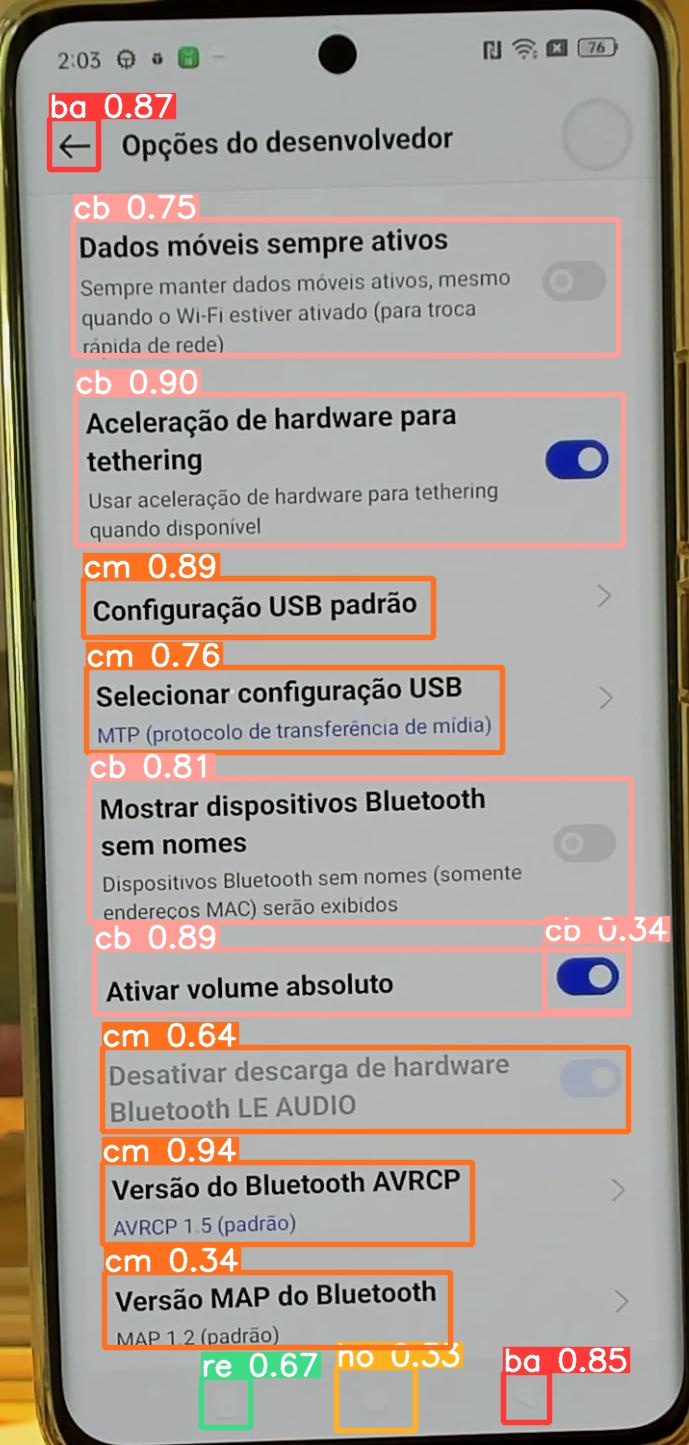 2:03
76
ba 0.87
Opções do desenvolvedor
cb 0.75
Dados móveis sempre ativos
Sempre manter dados móveis ativos, mesmo
quando o Wi-Fi estiver ativado (para troca
rápida de rede)
cb 0.90
Aceleração de hardware para
tethering
Usar aceleração de hardware para tethering
quando disponível
cm 0.89
Configuração USB padrão
cm 0.76
Selecionar configuração USB
MTP (protocolo de transferência de mídia)
cb 0.81
Mostrar dispositivos Bluetooth
sem nomes
Dispositivos Bluetooth sem nomes (somente
endereços MAC) serão exibidos
cb 0.89
cb 0.34
Ativar volume absoluto
cm 0.64
Desativar descarga de hardware
Bluetooth LE AUDIO
cm 0.94
Versão do Bluetooth AVRCP
AVRCP 1.5 (padrão)
cm 0.34
Versão MAP do Bluetooth
MAP 1.2 (padrão)
re 0.67
ho 0.33
ba 0.85